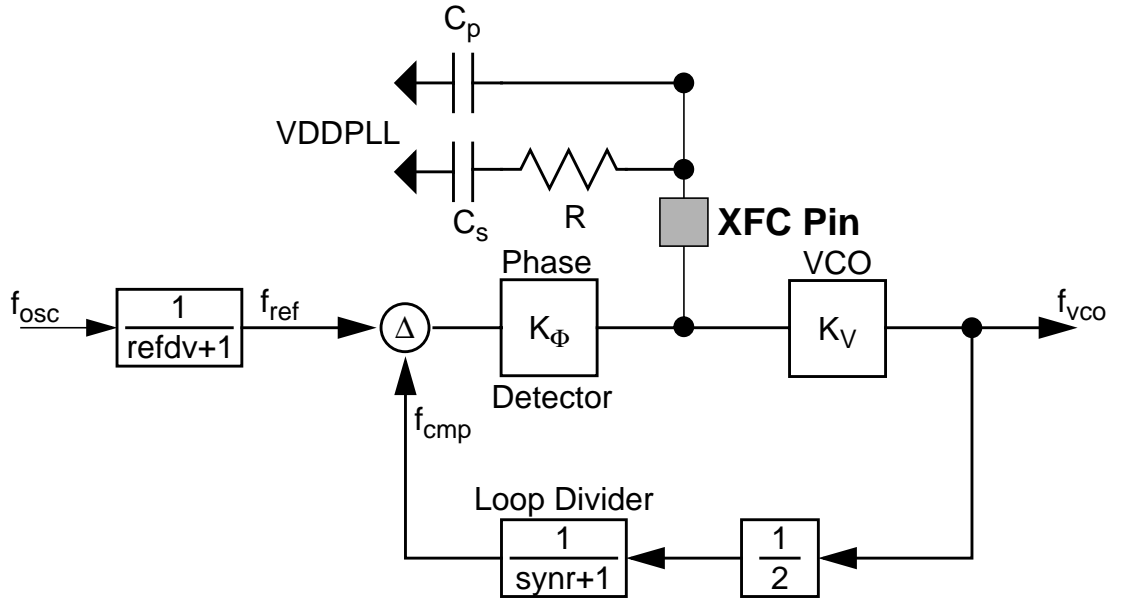 Cp
VDDPLL
Cs
R
XFC Pin
Phase
VCO
fosc
1
refdv+1
fref
Δ
KΦ
KV
fvco
Detector
fcmp
Loop Divider
1
synr+1
1
2